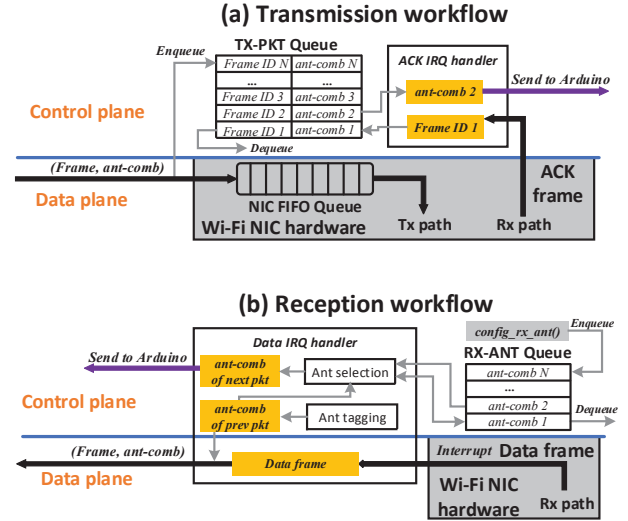 (a) Transmission workflow
TX-PKT Queue
Enqueue
Frame ID N ant-comb N
... ...
Frame ID 3 ant-comb 3
Frame ID 2 ant-comb 2
Frame ID 1 ant-comb 1
Dequeue
ACK IRQ handler
ant-comb 2
Frame ID 1
Send to Arduino
Control plane
(Frame, ant-comb)
Data plane
NIC FIFO Queue
Wi-Fi NIC hardware
Tx path
Rx path
ACK
frame
(b) Reception workflow
Data IRQ handler
Send to Arduino
ant-comb
of next pkt
Ant selection
ant-comb
of prev pkt
Ant tagging
config_rx_ant()
Enqueue
RX-ANT Queue
ant-comb N
...
ant-comb 2
ant-comb 1
Dequeue
Control plane
(Frame, ant-comb)
Data plane
Data frame
Interrupt
Data frame
Wi-Fi NIC
hardware
Rx path